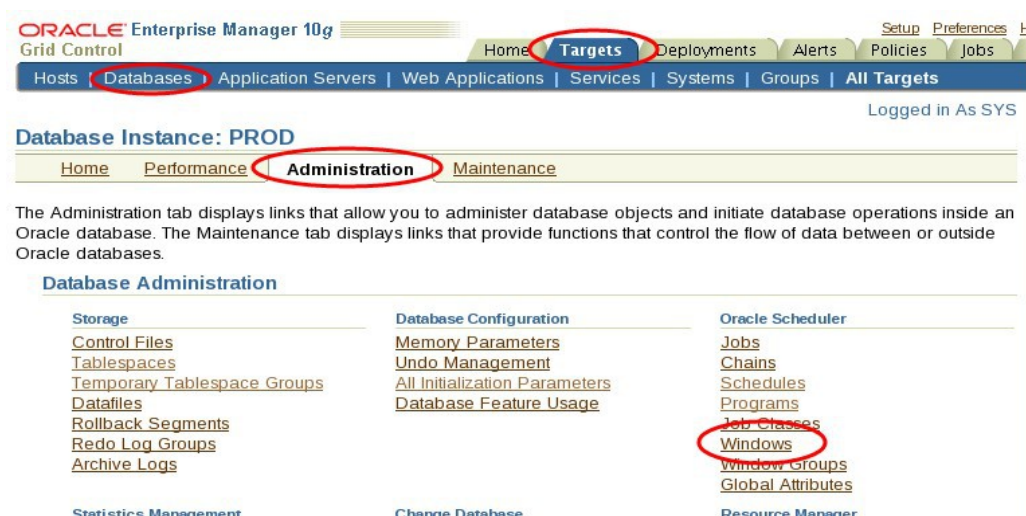 ORACLE Enterprise Manager 10g
Grid Control
Setup Preferences
Home Targets Deployments Alerts Policies Jobs
Hosts | Databases | Application Servers | Web Applications | Services | Systems | Groups | All Targets
Logged in As SYS
Database Instance: PROD
Home Performance Administration Maintenance
The Administration tab displays links that allow you to administer database objects and initiate database operations inside an
Oracle database. The Maintenance tab displays links that provide functions that control the flow of data between or outside
Oracle databases.
Database Administration
Storage
Control Files
Tablespaces
Temporary Tablespace Groups
Datafiles
Rollback Segments
Redo Log Groups
Archive Logs
Database Configuration
Memory Parameters
Undo Management
All Initialization Parameters
Database Feature Usage
Oracle Scheduler
Jobs
Chains
Schedules
Programs
Job Classes
Windows
Window Groups
Global Attributes
Statistics Management
Change Database
Resource Manager